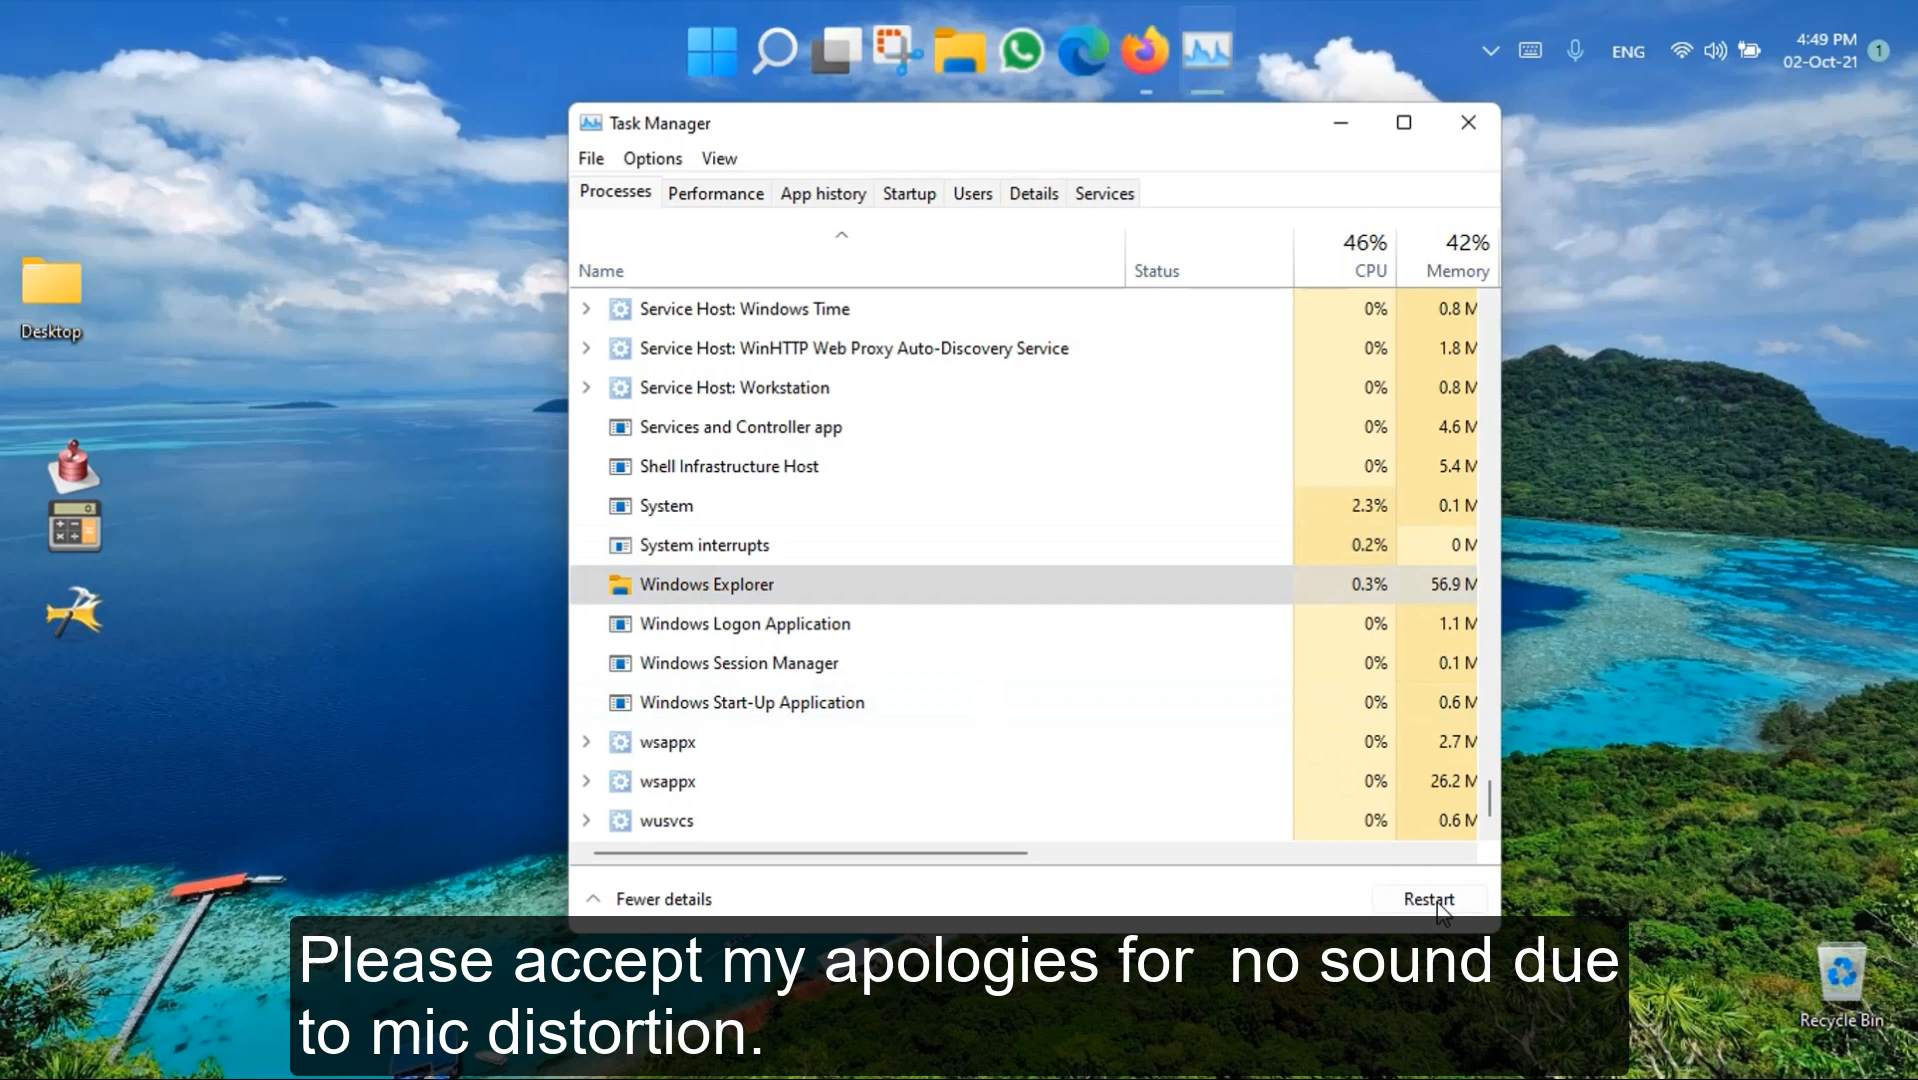 ENG
4:49 PM
02-Oct-21
1
Task Manager
File Options View
Processes Performance App history Startup Users Details Services
46% 42%
Name Status CPU Memory
Service Host: Windows Time 0% 0.8 M
Service Host: WinHTTP Web Proxy Auto-Discovery Service 0% 1.8 M
Service Host: Workstation 0% 0.8 M
Services and Controller app 0% 4.6 M
Shell Infrastructure Host 0% 5.4 M
System 2.3% 0.1 M
System interrupts 0.2% 0 M
Windows Explorer 0.3% 56.9 M
Windows Logon Application 0% 1.1 M
Windows Session Manager 0% 0.1 M
Windows Start-Up Application 0% 0.6 M
wsappx 0% 2.7 M
wsappx 0% 26.2 M
wusvcs 0% 0.6 M
Fewer details Restart
Desktop
Recycle Bin
Please accept my apologies for  no sound due
to mic distortion.